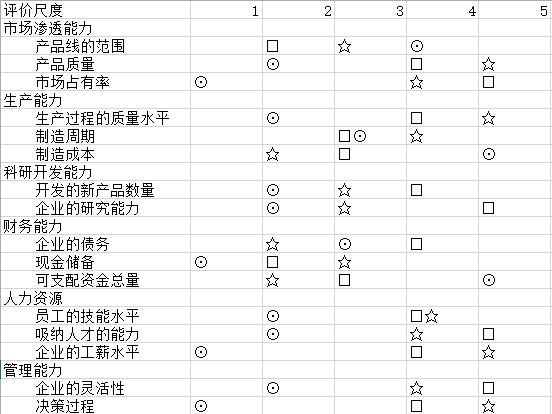 评价尺度 1 2 3 4 5
市场渗透能力
产品线的范围 □ ☆ ⊙
产品质量 ⊙ □ ☆
市场占有率 ⊙ ☆ □
生产能力
生产过程的质量水平 ⊙ □ ☆
制造周期 □⊙ ☆
制造成本 ☆ □ ⊙
科研开发能力
开发的新产品数量 ⊙ ☆ □
企业的研究能力 ⊙ ☆ □
财务能力
企业的债务 ☆ ⊙ □
现金储备 ⊙ □ ☆
可支配资金总量 ☆ □ ⊙
人力资源
员工的技能水平 ⊙ □☆
吸纳人才的能力 ⊙ ☆ □
企业的工薪水平 ⊙ □ ☆
管理能力
企业的灵活性 ⊙ ☆ □
决策过程 ⊙ □ ☆